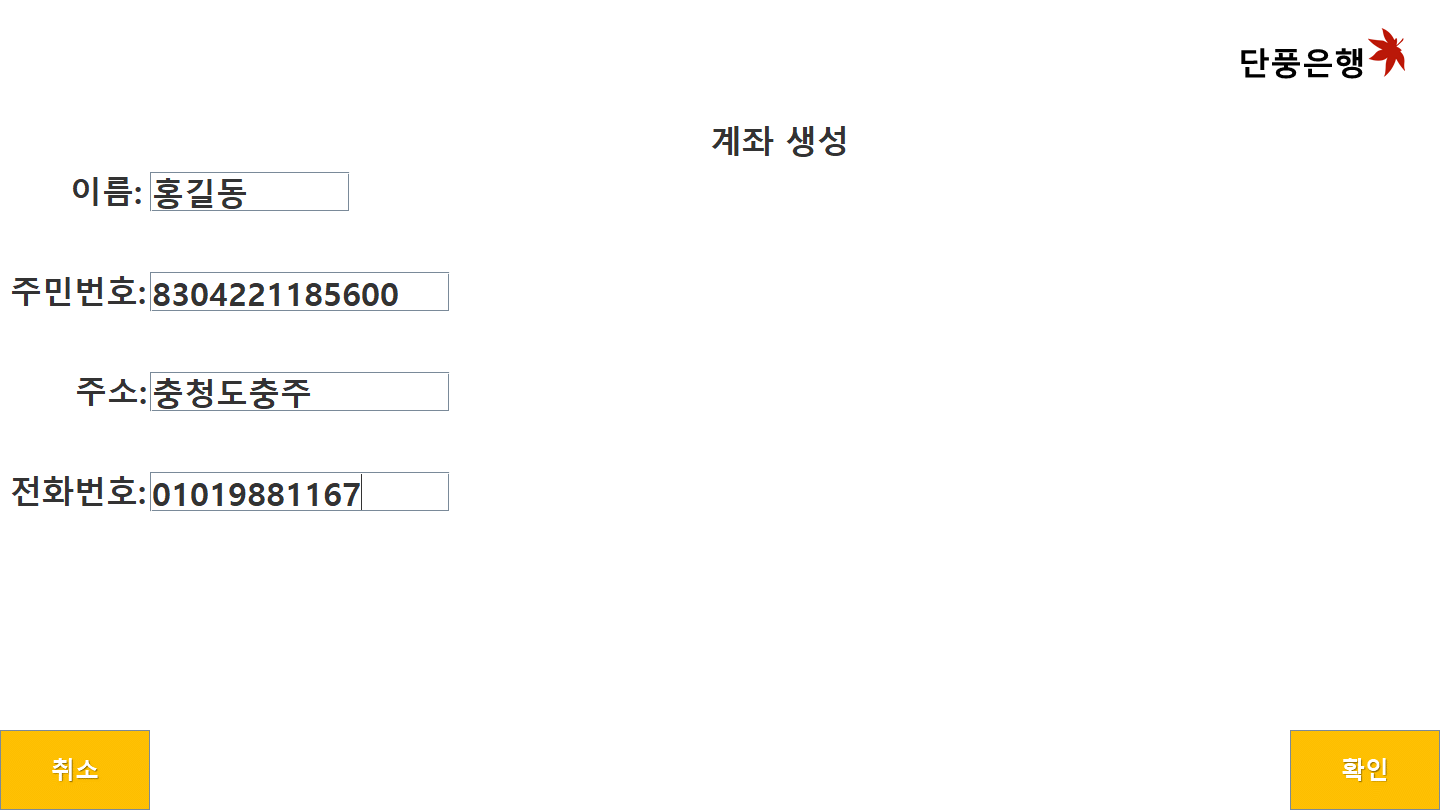 단풍은행
계좌 생성
이름: 홍길동
주민번호: 8304221185600
주소: 충청도충주
전화번호: 01019881167
취소 확인